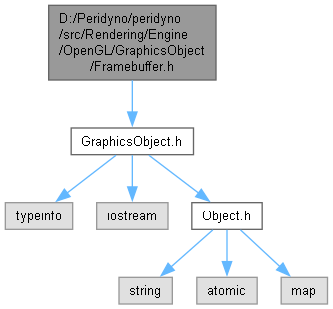 D:/Peridyno/peridyno
/src/Rendering/Engine
/OpenGL/GraphicsObject
/Framebuffer.h
GraphicsObject.h
typeinfo
iostream
Object.h
string
atomic
map